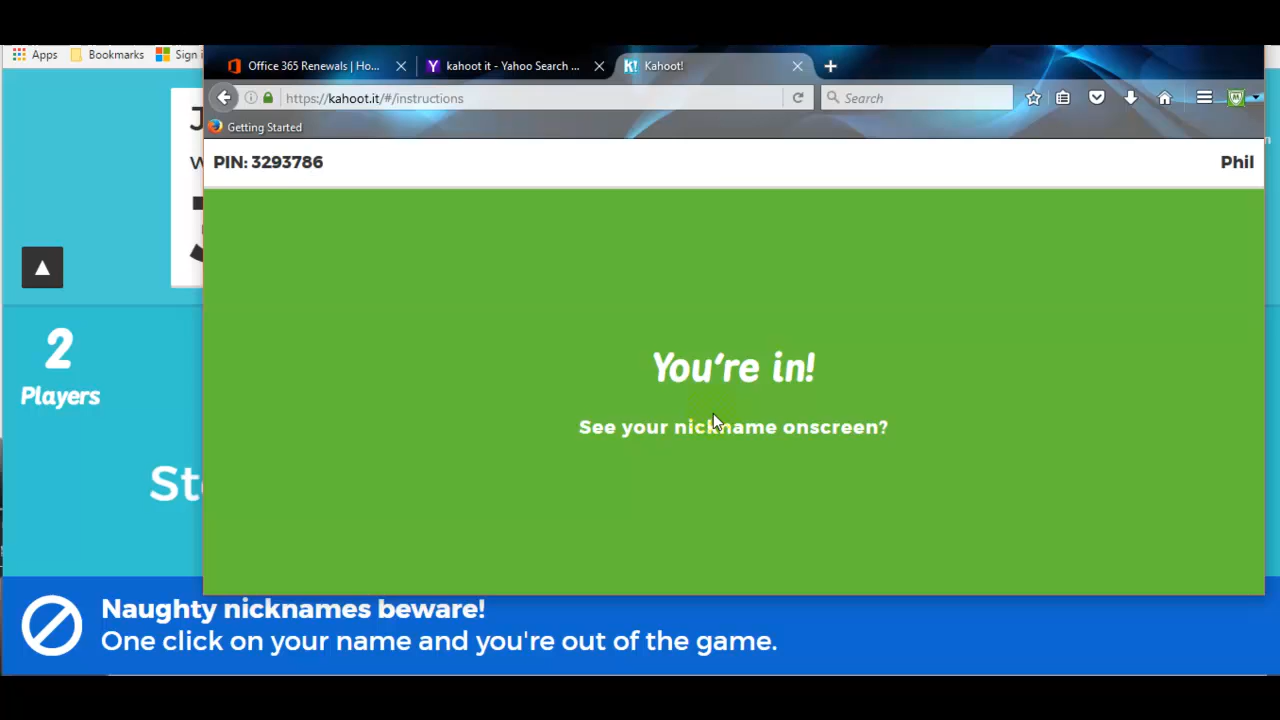 Apps Bookmarks Sign i
Office 365 Renewals | Ho... kahoot it - Yahoo Search ... K! Kahoot!
https://kahoot.it/#/instructions Search
Getting Started
PIN: 3293786 Phil
J
W
You're in!
See your nickname onscreen?
2
Players
St
Naughty nicknames beware!
One click on your name and you're out of the game.